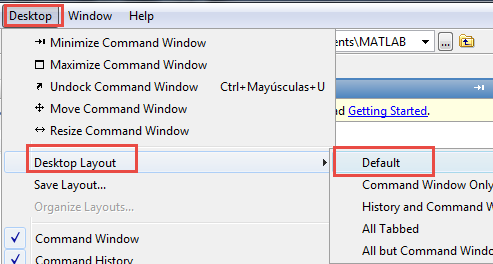 Desktop Window Help
Minimize Command Window
ents\MATLAB ...
Maximize Command Window
Undock Command Window Ctrl+Mayúsculas+U
Move Command Window
nd Getting Started.
Resize Command Window
Desktop Layout
Default
Save Layout...
Command Window Only
Organize Layouts...
History and Command W
All Tabbed
Command Window
All but Command Windo
Command History